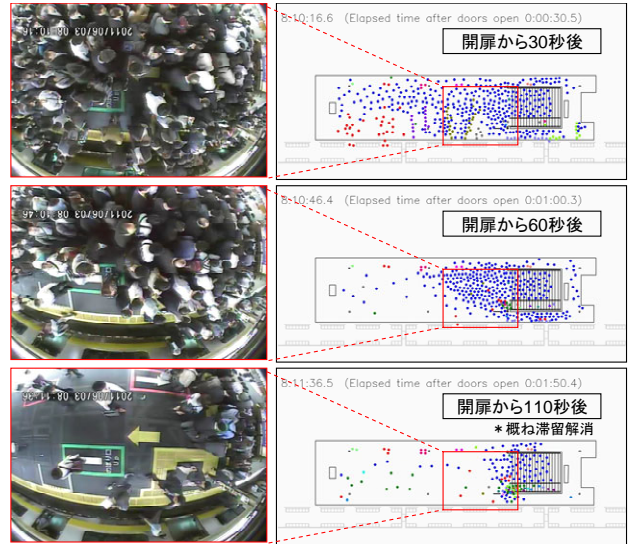 2011/06/03 08:10:16
8:10:16.6 (Elapsed time after doors open 0:00:30.5)
開扉から30秒後
2011/06/03 08:10:46
8:10:46.4 (Elapsed time after doors open 0:01:00.3)
開扉から60秒後
2011/06/03 08:11:36
8:11:36.5 (Elapsed time after doors open 0:01:50.4)
開扉から110秒後
*概ね滞留解消